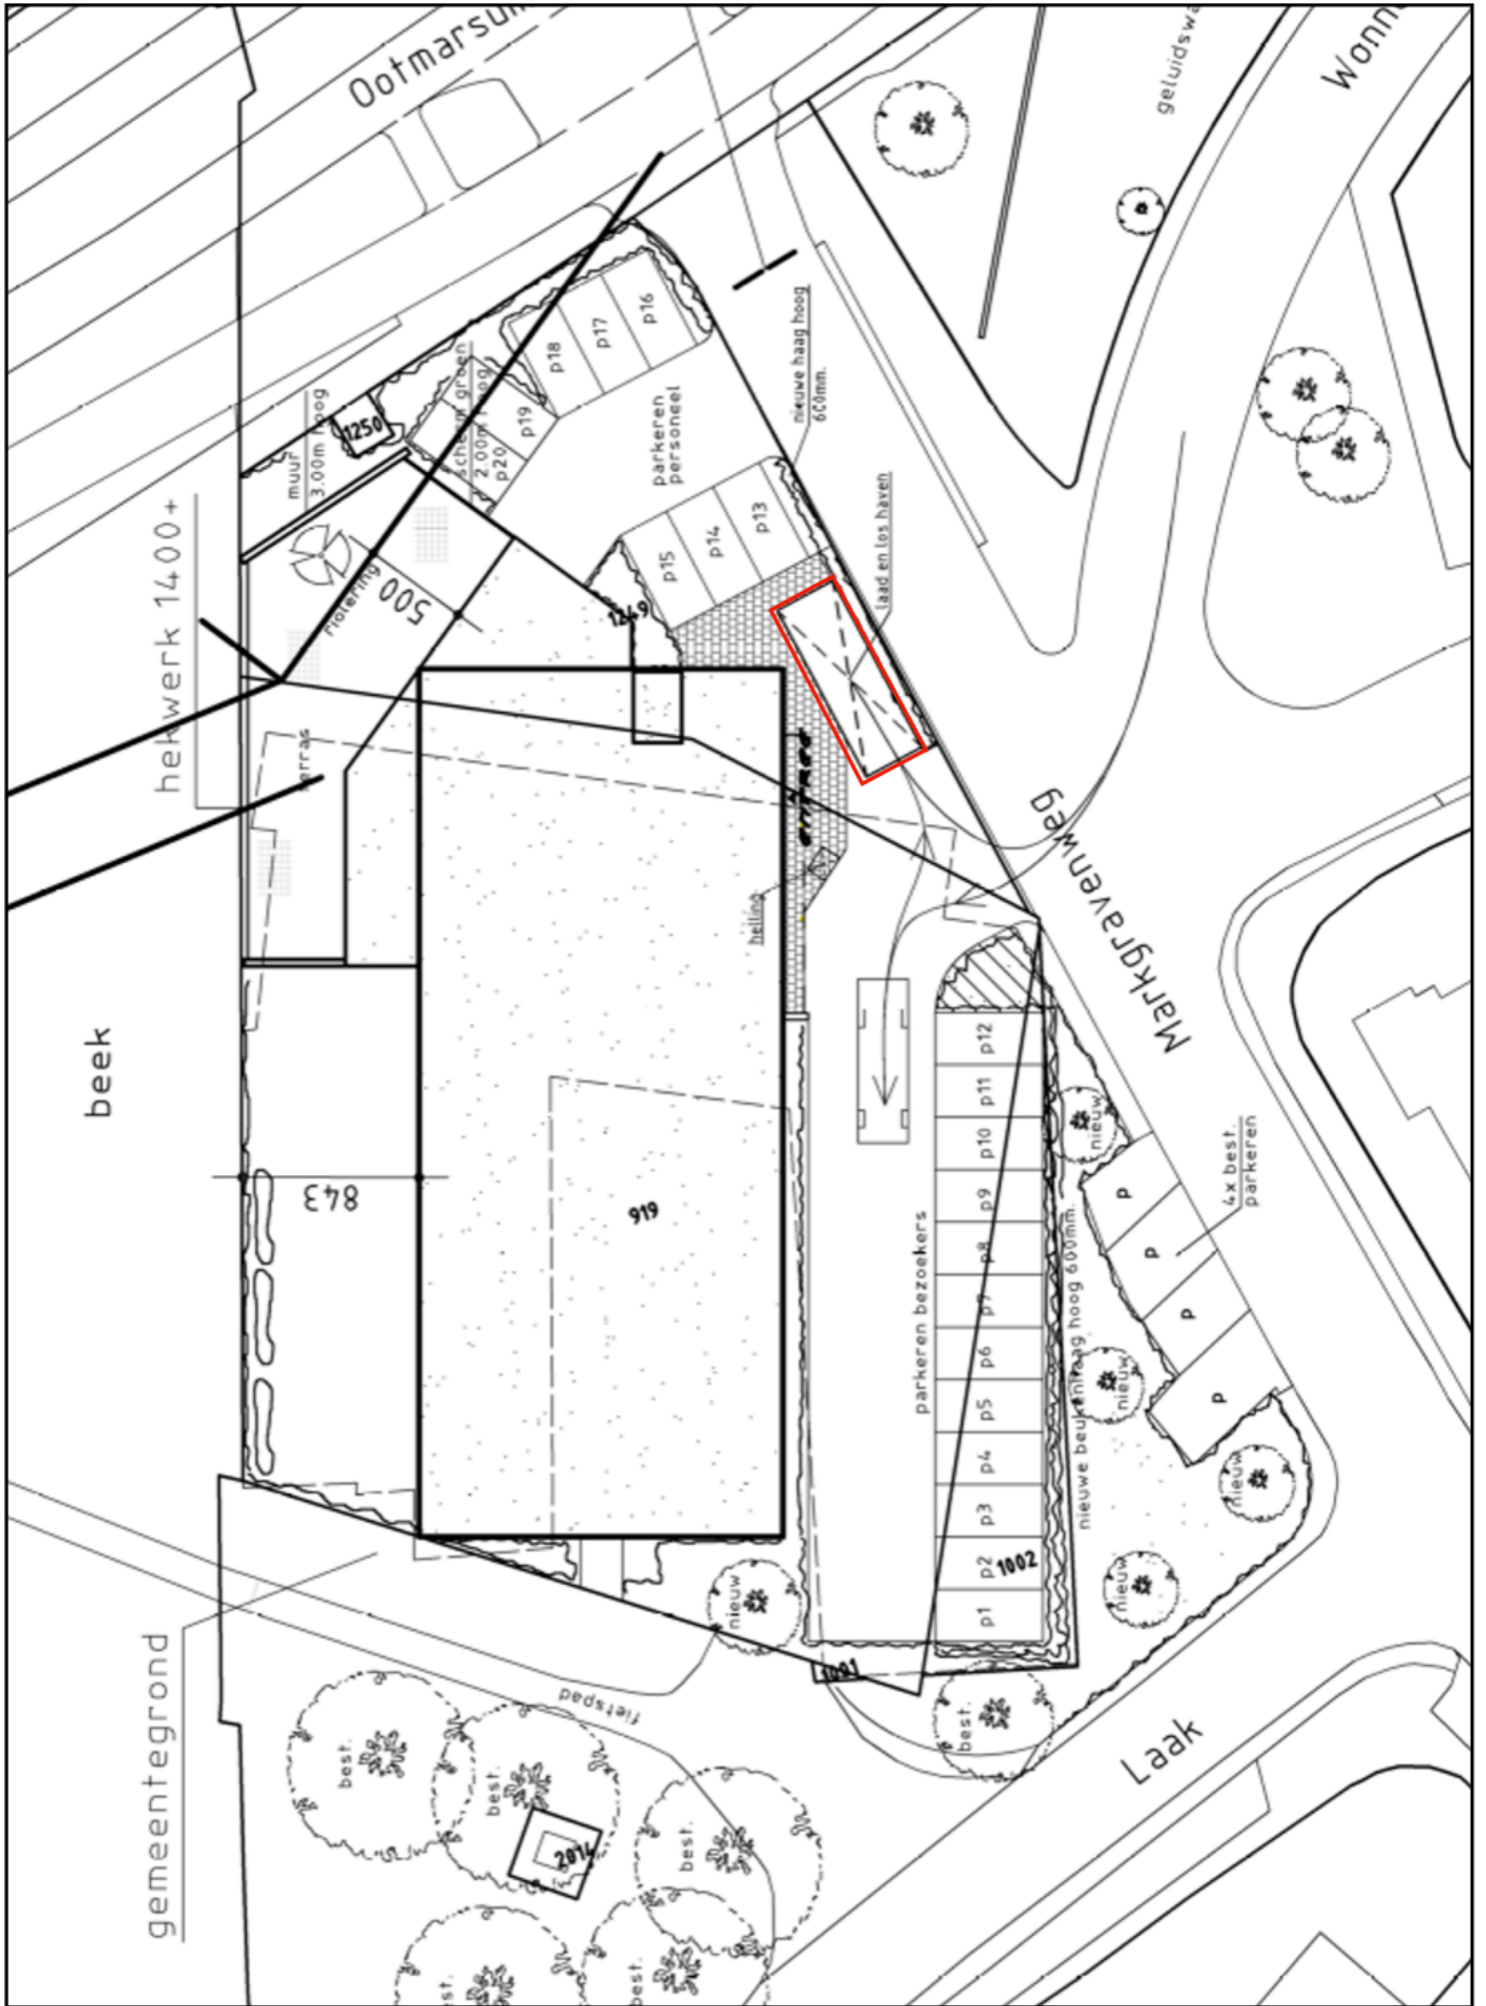 Ootmarsu
geluidswa
Wonn
muur
3.00m hoog
1250
scherm groen
2.00m hoog
p20
p19
p18
p17
p16
parkeren
personeel
nieuwe haag hoog
600mm.
hekwerk 1400+
riolering
500
p15
p14
p13
laad en los haven
1249
terras
entree
helling
Markgravenweg
beek
843
919
parkeren bezoekers
p12
p11
p10
p9
p8
p7
p6
p5
p4
p3
p2
p1
1002
nieuwe beukenhaag hoog 600mm.
nieuw
nieuw
nieuw
nieuw
nieuw
4x best.
parkeren
p
p
p
p
gemeentegrond
fietspad
1001
best.
best.
best.
best.
2014
best.
st.
Laak